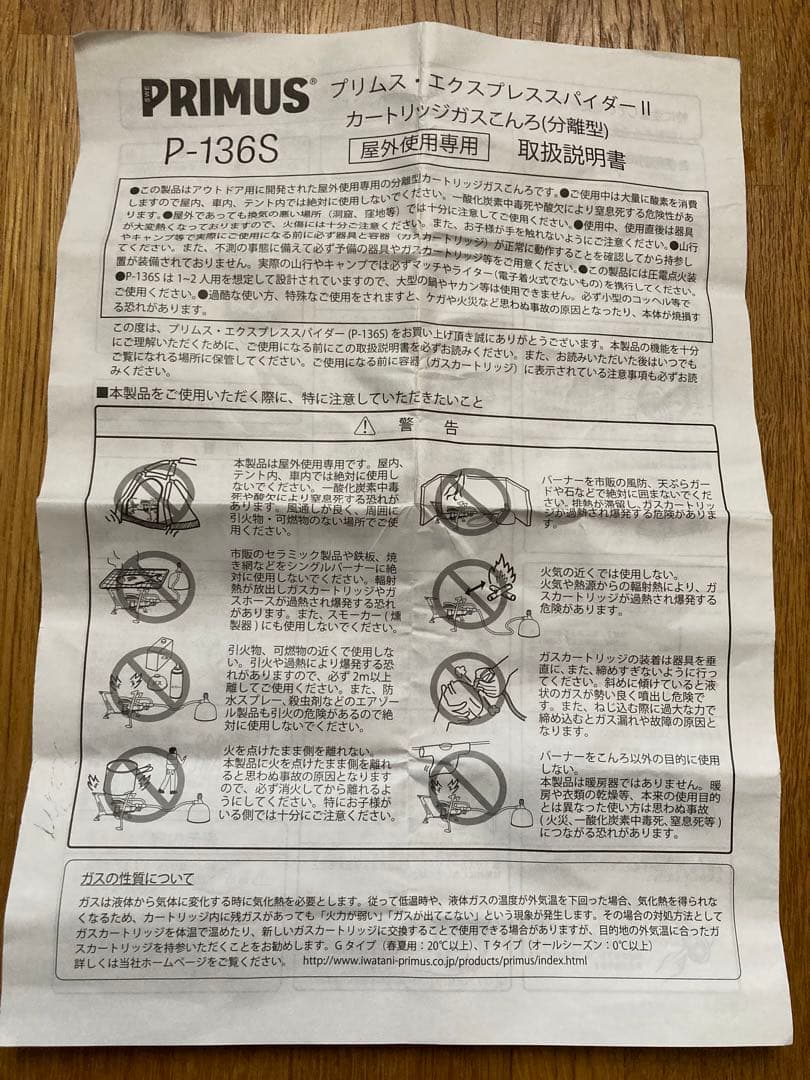 SWE PRIMUS®
プリムス・エクスプレススパイダーⅡ
カートリッジガスこんろ(分離型)
P-136S
屋外使用専用 取扱説明書
●この製品はアウトドア用に開発された屋外使用専用の分離型カートリッジガスこんろです。●ご使用中は大量に酸素を消費
しますので屋内、車内、テント内では絶対に使用しないでください。一酸化炭素中毒死や酸欠により窒息死する危険性があ
ります。●屋外であっても換気の悪い場所（洞窟、窪地等）では十分に注意してご使用ください。●使用中、使用直後は器具
が大変熱くなっておりますので、火傷には十分ご注意ください。また、お子様が手を触れないようにご注意ください。●山行
やキャンプ等で実際にご使用になる前に必ず器具と容器（ガスカートリッジ）が正常に動作することを確認してから持参し
てください。また、不測の事態に備えて必ず予備の器具やガスカートリッジ等をご用意ください。●この製品には圧電点火装
置が装備されておりません。実際の山行やキャンプでは必ずマッチやライター（電子着火式でないもの）を携行してください。
●P-136Sは1~2人用を想定して設計されていますので、大型の鍋やヤカン等は使用できません。必ず小型のコッヘル等で
ご使用ください。●過酷な使い方、特殊なご使用をされますと、ケガや火災など思わぬ事故の原因となったり、本体が焼損す
る恐れがあります。
この度は、プリムス・エクスプレススパイダー(P-136S)をお買い上げ頂き誠にありがとうございます。本製品の機能を十分
にご理解いただくために、ご使用になる前にこの取扱説明書を必ずお読みください。また、お読みいただいた後はいつでも
ご覧になれる場所に保管してください。ご使用になる前に容器（ガスカートリッジ）に表示されている注意事項も必ずお読
みください。
■本製品をご使用いただく際に、特に注意していただきたいこと
警 告
本製品は屋外使用専用です。屋内、
テント内、車内では絶対に使用し
ないでください。一酸化炭素中毒
死や酸欠により窒息死する恐れが
あります。風通しが良く、周囲に
引火物・可燃物のない場所でご使
用ください。
バーナーを市販の風防、天ぷらガー
ドや石などで絶対に囲まないでくだ
さい。排熱が滞留し、ガスカートリッ
ジが過熱され爆発する危険がありま
す。
市販のセラミック製品や鉄板、焼
き網などをシングルバーナーに絶
対に使用しないでください。輻射
熱が放出しガスカートリッジやガ
スホースが過熱され爆発する恐れ
があります。また、スモーカー（燻
製器）にも使用しないでください。
火気の近くでは使用しない。
火気や熱源からの輻射熱により、ガ
スカートリッジが過熱され爆発する
危険があります。
引火物、可燃物の近くで使用しな
い。引火や過熱により爆発する恐
れがありますので、必ず2m以上
離してご使用ください。また、防
水スプレー、殺虫剤などのエアゾー
ル製品も引火の危険があるので絶
対に使用しないでください。
ガスカートリッジの装着は器具を垂
直に、また、締めすぎないように行っ
てください。斜めに傾けていると液
状のガスが勢い良く噴出し危険で
す。また、ねじ込む際に過大な力で
締め込むとガス漏れや故障の原因と
なります。
火を点けたまま側を離れない。
本製品に火を点けたまま側を離れ
ると思わぬ事故の原因となります
ので、必ず消火してから離れるよ
うにしてください。特にお子様が
いる側では十分にご注意ください。
バーナーをこんろ以外の目的に使用
しない。
本製品は暖房器ではありません。暖
房や衣類の乾燥等、本来の使用目的
とは異なった使い方は思わぬ事故
(火災、一酸化炭素中毒死、窒息死等)
につながる恐れがあります。
ガスの性質について
ガスは液体から気体に変化する時に気化熱を必要とします。従って低温時や、液体ガスの温度が外気温を下回った場合、気化熱を得られな
くなるため、カートリッジ内に残ガスがあっても「火力が弱い」「ガスが出てこない」という現象が発生します。その場合の対処方法として
ガスカートリッジを体温で温めたり、新しいガスカートリッジに交換することで使用できる場合がありますが、目的地の外気温に合ったガ
スカートリッジを持参いただくことをお勧めします。Gタイプ（春夏用：20℃以上）、Tタイプ（オールシーズン：0℃以上）
詳しくは当社ホームページをご覧ください。 http://www.iwatani-primus.co.jp/products/primus/index.html